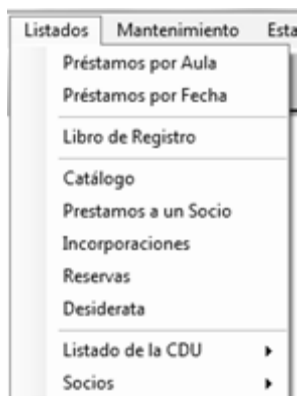 Listados Mantenimiento Esta
Préstamos por Aula
Préstamos por Fecha
Libro de Registro
Catálogo
Prestamos a un Socio
Incorporaciones
Reservas
Desiderata
Listado de la CDU
Socios